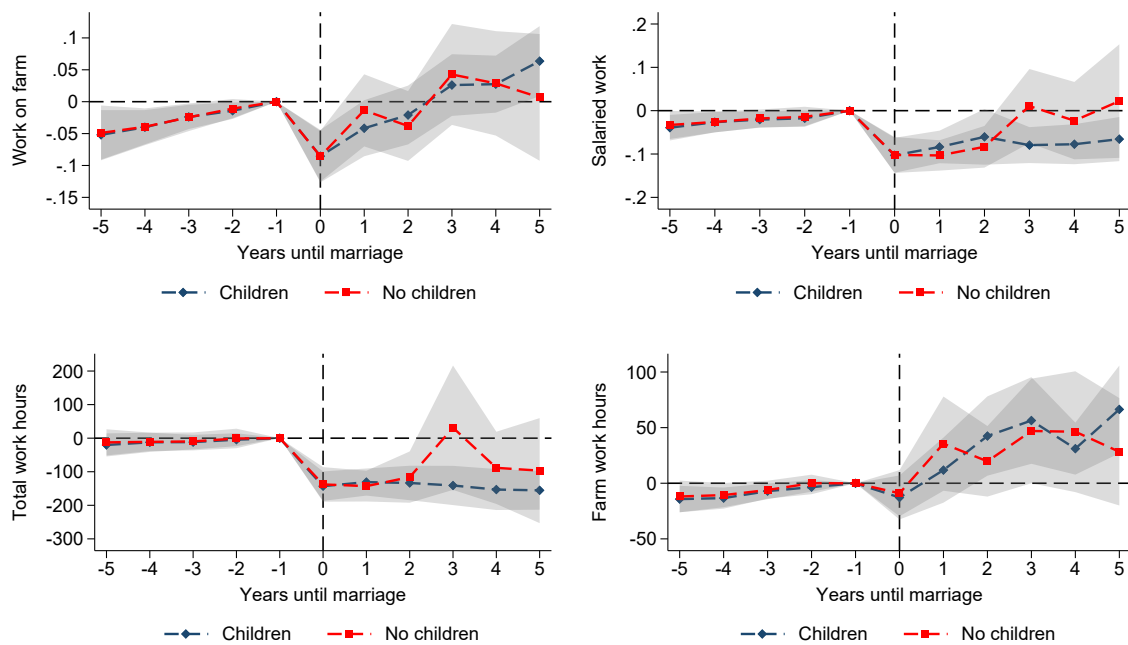 Work on farm
.1
.05
0
-.05
-.1
-.15
-5 -4 -3 -2 -1 0 1 2 3 4 5
Years until marriage
Children No children
Salaried work
.2
.1
0
-.1
-.2
-5 -4 -3 -2 -1 0 1 2 3 4 5
Years until marriage
Children No children
Total work hours
200
100
0
-100
-200
-300
-5 -4 -3 -2 -1 0 1 2 3 4 5
Years until marriage
Children No children
Farm work hours
100
50
0
-50
-5 -4 -3 -2 -1 0 1 2 3 4 5
Years until marriage
Children No children